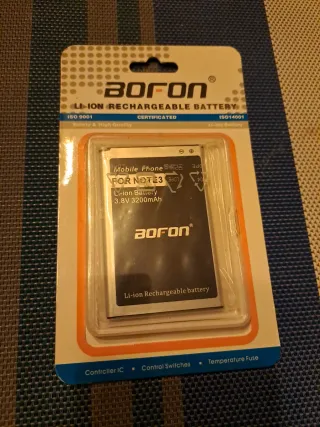 BOFON®
LI-ION RECHARGEABLE BATTERY
ISO 9001 CERTIFICATED ISO14001
Mobile Phone
FOR NOTE3
Li-ion Battery
3.8V 3200mAh
BOFON®
Li-ion Rechargeable battery
Controller IC • Control Switches • Temperature Fuse